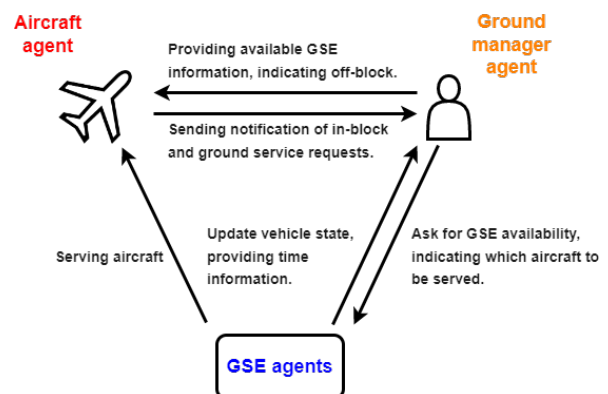 Aircraft
agent
Ground
manager
agent
Providing available GSE
information, indicating off-block.
Sending notification of in-block
and ground service requests.
Serving aircraft
Update vehicle state,
providing time
information.
Ask for GSE availability,
indicating which aircraft to
be served.
GSE agents